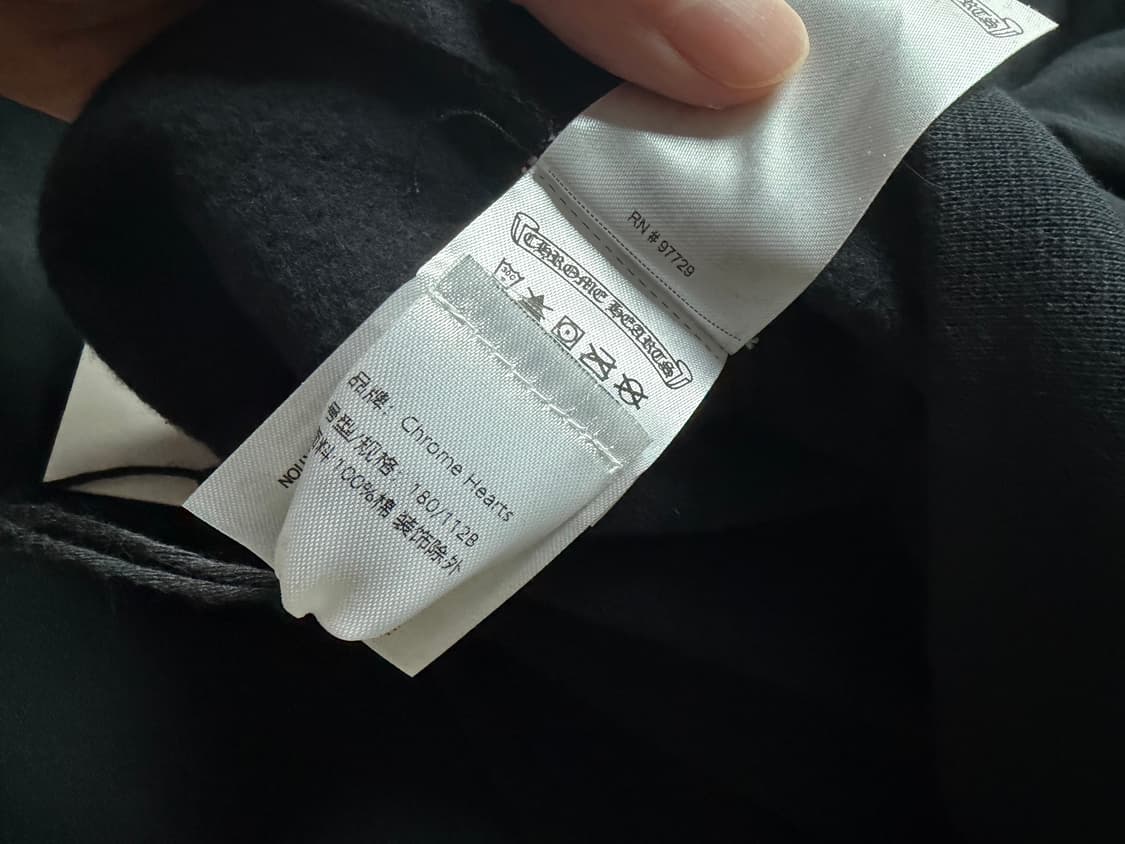 RN # 97729
CHROME HEARTS
品牌：Chrome Hearts
号型/规格：180/112B
面料 100%棉 装饰除外